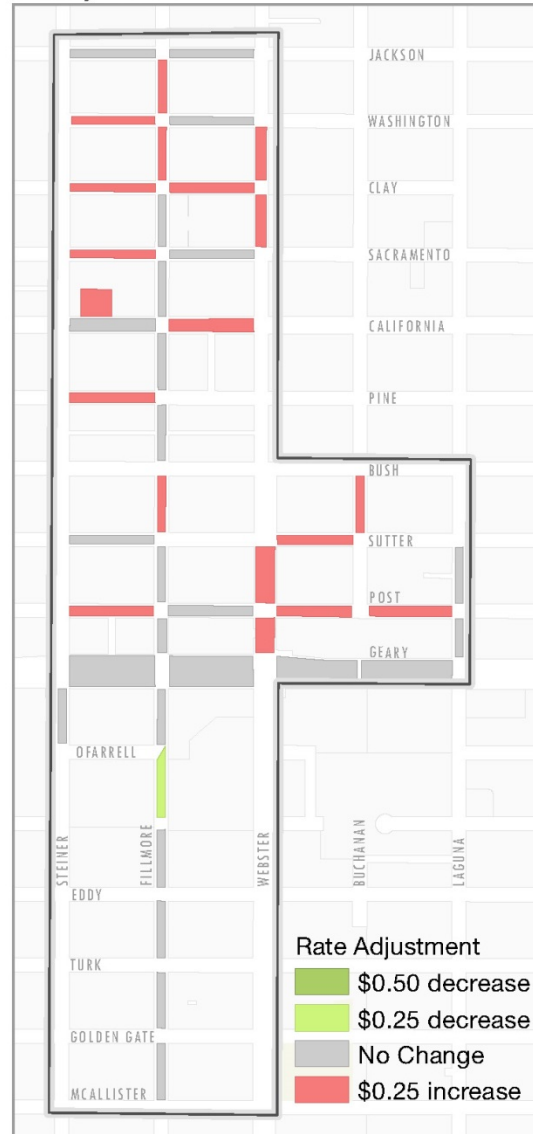 JACKSON
WASHINGTON
CLAY
SACRAMENTO
CALIFORNIA
PINE
BUSH
SUTTER
POST
GEARY
OFARRELL
STEINER
FILLMORE
WEBSTER
BUCHANAN
LAGUNA
EDDY
TURK
GOLDEN GATE
MCALLISTER
Rate Adjustment
$0.50 decrease
$0.25 decrease
No Change
$0.25 increase